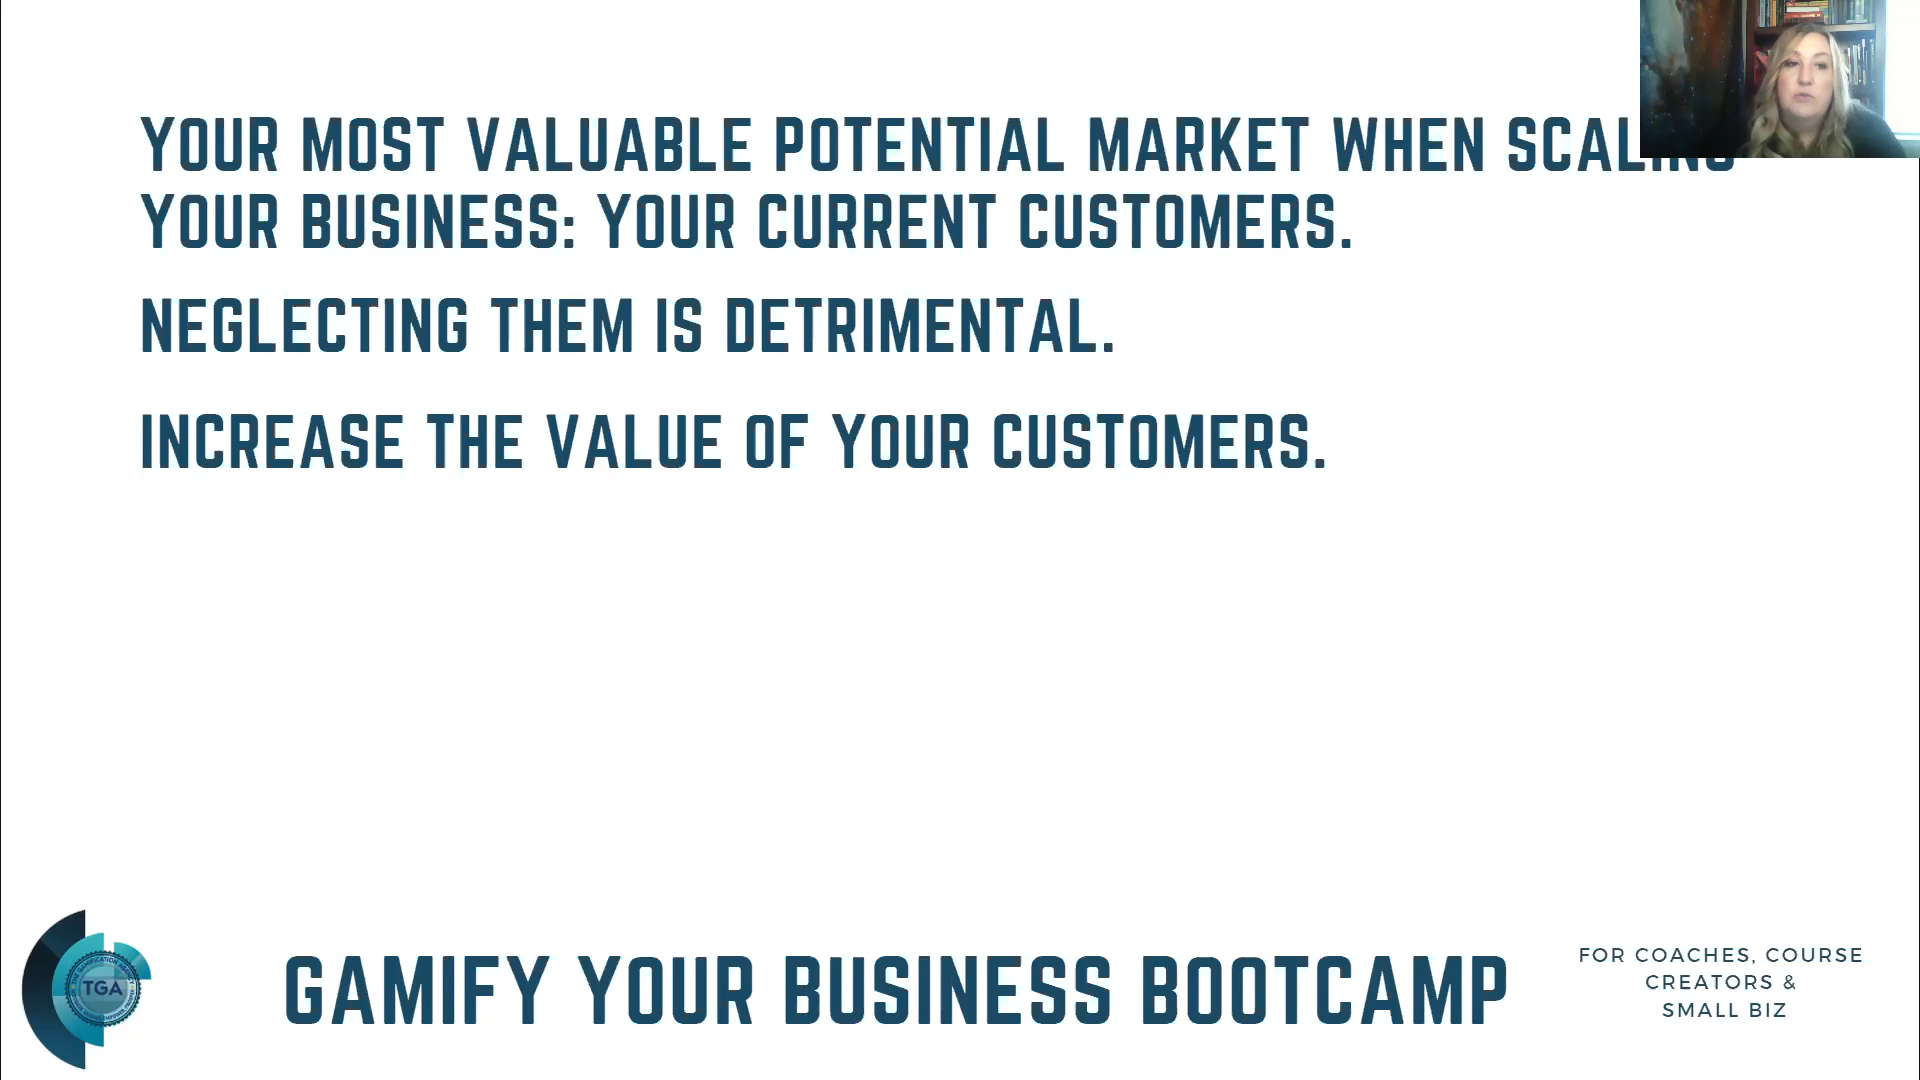 YOUR MOST VALUABLE POTENTIAL MARKET WHEN SCALING
YOUR BUSINESS: YOUR CURRENT CUSTOMERS.
NEGLECTING THEM IS DETRIMENTAL.
INCREASE THE VALUE OF YOUR CUSTOMERS.
TGA
GAMIFY YOUR BUSINESS BOOTCAMP
FOR COACHES, COURSE
CREATORS &
SMALL BIZ